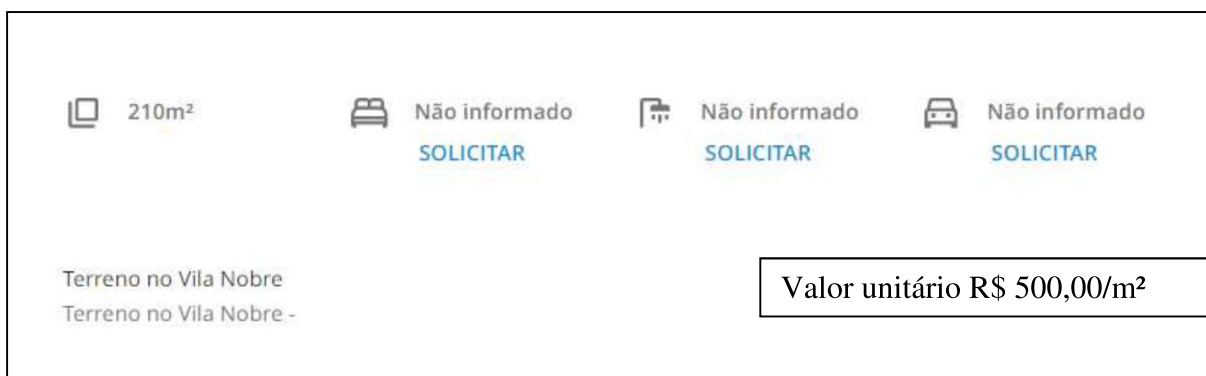 210m²
Não informado
Não informado
Não informado
SOLICITAR
SOLICITAR
SOLICITAR
Terreno no Vila Nobre
Terreno no Vila Nobre -
Valor unitário R$ 500,00/m²